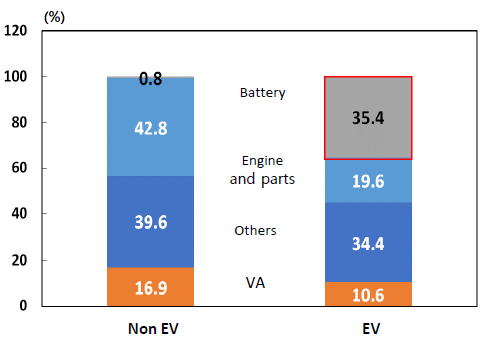 (%)
120
100
80
60
40
20
0
0.8
42.8
39.6
16.9
Battery
Engine
and parts
Others
VA
35.4
19.6
34.4
10.6
Non EV
EV